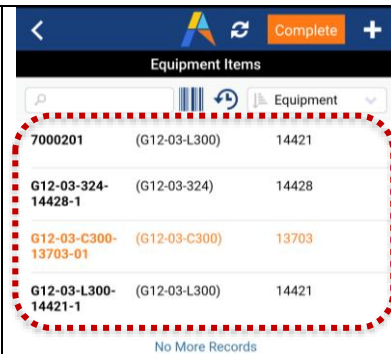 Complete
Equipment Items
Equipment
7000201 (G12-03-L300) 14421
G12-03-324- (G12-03-324) 14428
14428-1
G12-03-C300- (G12-03-C300) 13703
13703-01
G12-03-L300- (G12-03-L300) 14421
14421-1
No More Records